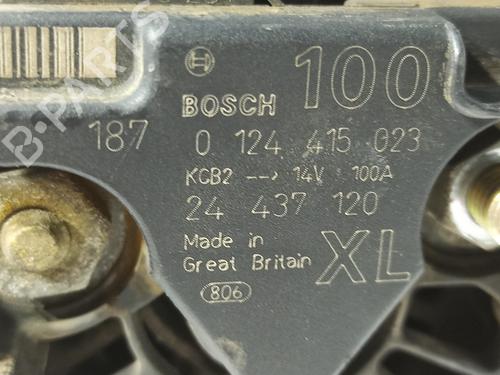 BOSCH 100
187 0 124 415 023
KCB2 --> 14V 100A
24 437 120
Made in
Great Britain XL
806
B-PARTS